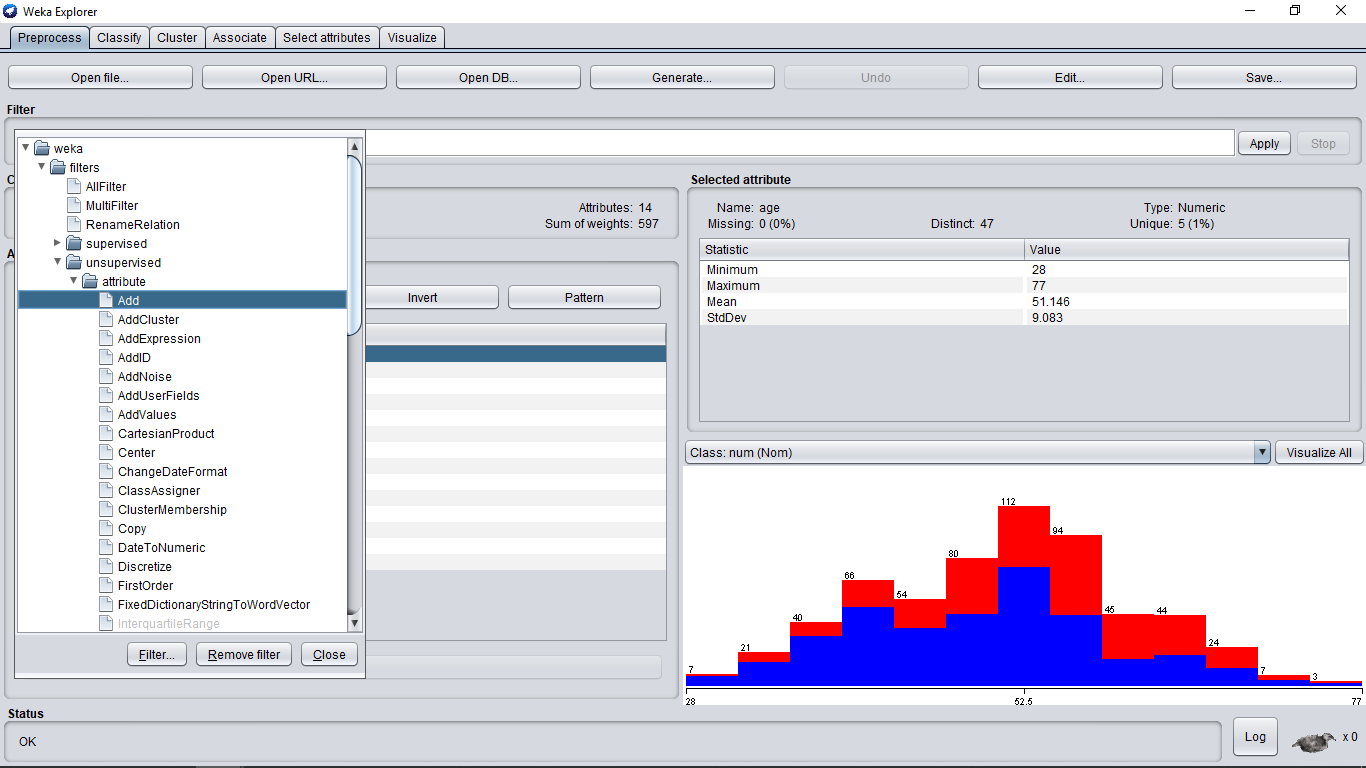 Weka Explorer
Preprocess Classify Cluster Associate Select attributes Visualize
Open file... Open URL... Open DB... Generate... Undo Edit... Save...
Filter
Apply Stop
weka
filters
AllFilter
MultiFilter
RenameRelation
supervised
unsupervised
attribute
Add
AddCluster
AddExpression
AddID
AddNoise
AddUserFields
AddValues
CartesianProduct
Center
ChangeDateFormat
ClassAssigner
ClusterMembership
Copy
DateToNumeric
Discretize
FirstOrder
FixedDictionaryStringToWordVector
InterquartileRange
Filter... Remove filter Close
C
Attributes: 14
Sum of weights: 597
A
Invert Pattern
Selected attribute
Name: age Type: Numeric
Missing: 0 (0%) Distinct: 47 Unique: 5 (1%)
Statistic Value
Minimum 28
Maximum 77
Mean 51.146
StdDev 9.083
Class: num (Nom) Visualize All
7 21 40 66 54 80 112 94 45 44 24 7 3
28 52.5 77
Status
OK
Log x 0